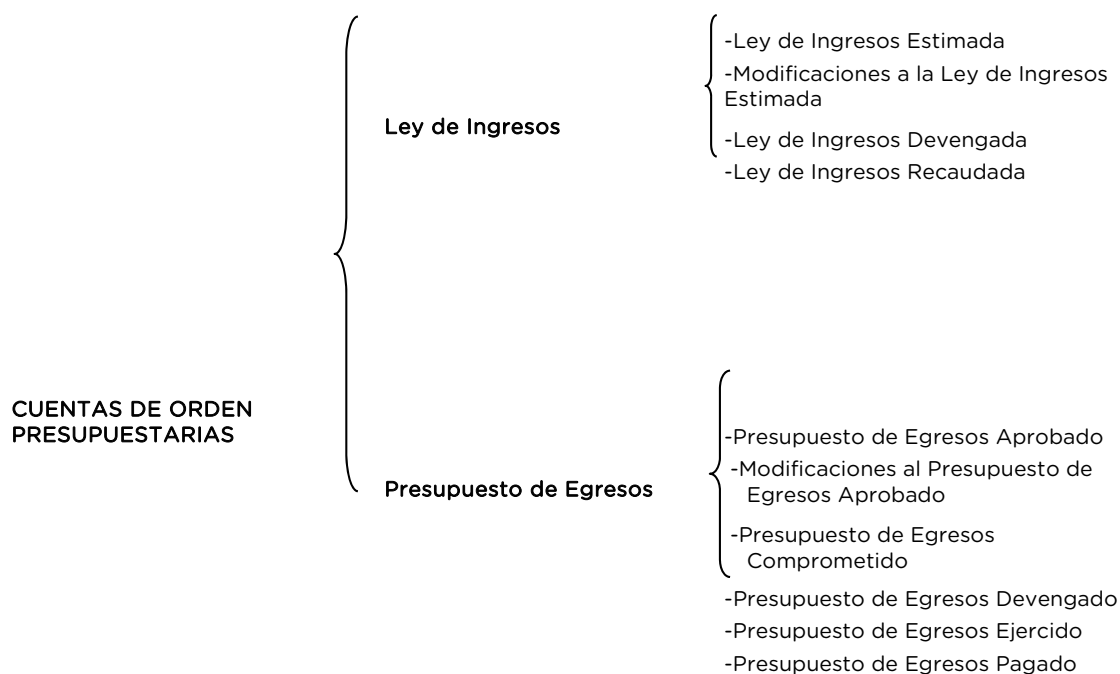 CUENTAS DE ORDEN
PRESUPUESTARIAS
Ley de Ingresos
-Ley de Ingresos Estimada
-Modificaciones a la Ley de Ingresos
Estimada
-Ley de Ingresos Devengada
-Ley de Ingresos Recaudada
Presupuesto de Egresos
-Presupuesto de Egresos Aprobado
-Modificaciones al Presupuesto de
Egresos Aprobado
-Presupuesto de Egresos
Comprometido
-Presupuesto de Egresos Devengado
-Presupuesto de Egresos Ejercido
-Presupuesto de Egresos Pagado